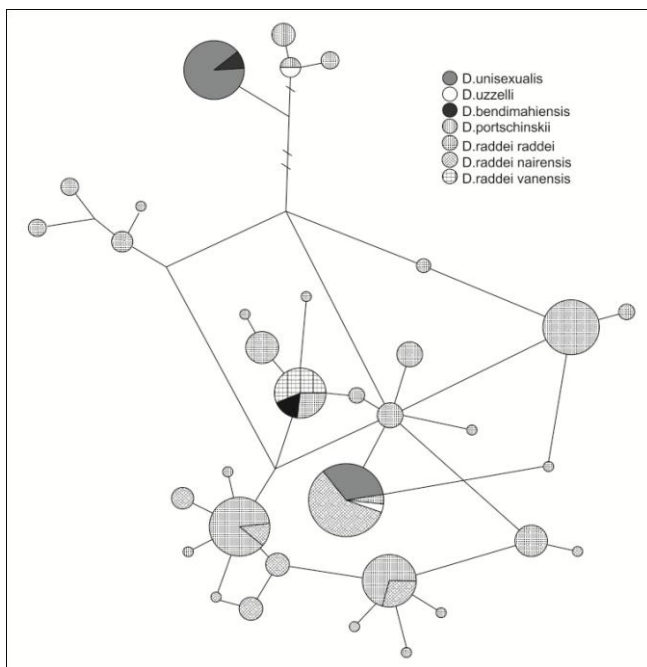 D.unisexualis
D.uzzelli
D.bendimahiensis
D.portschinskii
D.raddei raddei
D.raddei nairensis
D.raddei vanensis